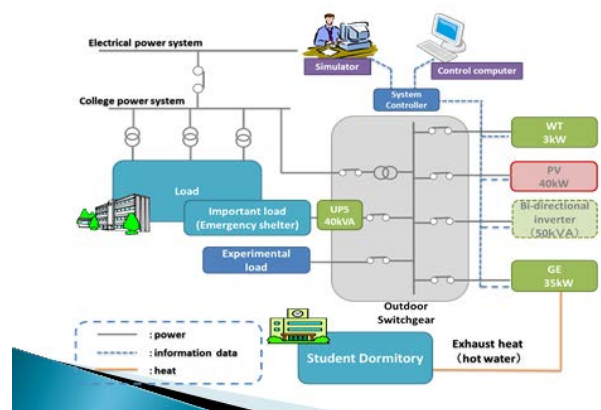 Electrical power system
Simulator
Control computer
College power system
System
Controller
WT
3kW
PV
40kW
Load
Important load
(Emergency shelter)
UPS
40kVA
Bi-directional
inverter
(50kVA)
Experimental
load
GE
35kW
Outdoor
Switchgear
: power
: information data
: heat
Student Dormitory
Exhaust heat
(hot water)